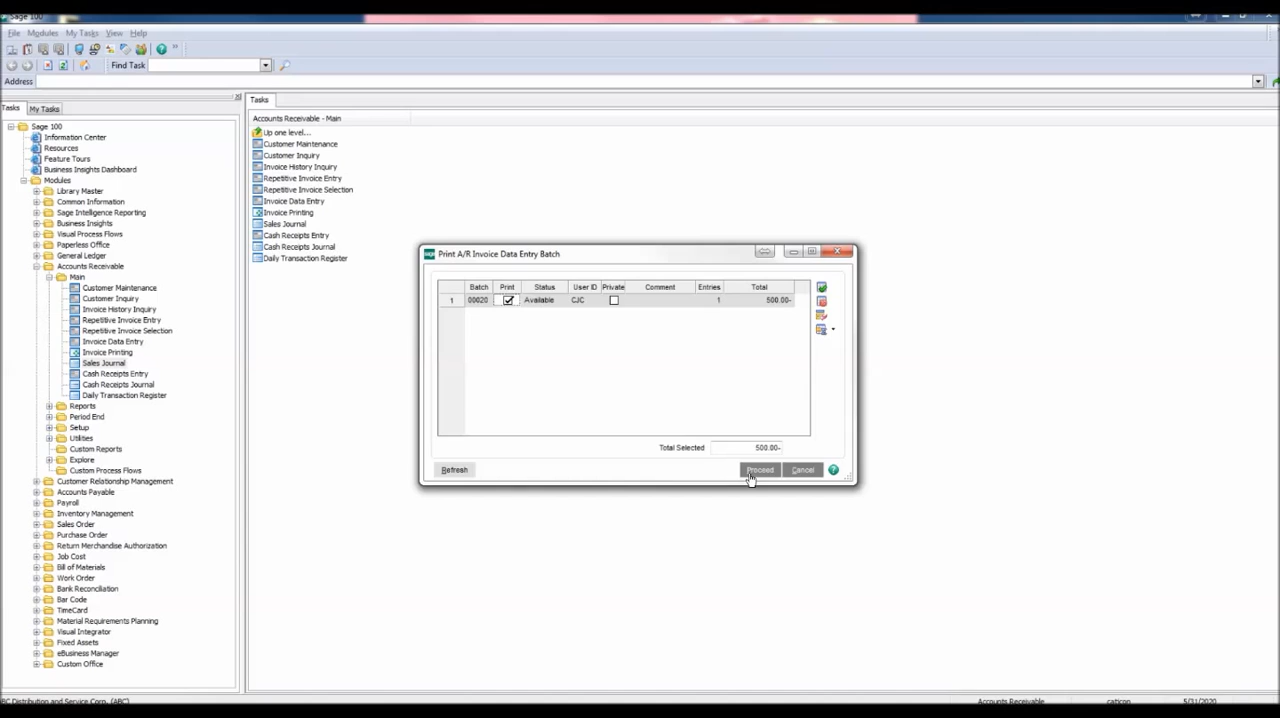 Sage 100
File Modules My Tasks View Help
Find Task
Address
Tasks My Tasks
Sage 100
Information Center
Resources
Feature Tours
Business Insights Dashboard
Modules
Library Master
Common Information
Sage Intelligence Reporting
Business Insights
Visual Process Flows
Paperless Office
General Ledger
Accounts Receivable
Main
Customer Maintenance
Customer Inquiry
Invoice History Inquiry
Repetitive Invoice Entry
Repetitive Invoice Selection
Invoice Data Entry
Invoice Printing
Sales Journal
Cash Receipts Entry
Cash Receipts Journal
Daily Transaction Register
Reports
Period End
Setup
Utilities
Custom Reports
Explore
Custom Process Flows
Customer Relationship Management
Accounts Payable
Payroll
Inventory Management
Sales Order
Purchase Order
Return Merchandise Authorization
Job Cost
Bill of Materials
Work Order
Bank Reconciliation
Bar Code
TimeCard
Material Requirements Planning
Visual Integrator
Fixed Assets
eBusiness Manager
Custom Office
Tasks
Accounts Receivable - Main
Up one level...
Customer Maintenance
Customer Inquiry
Invoice History Inquiry
Repetitive Invoice Entry
Repetitive Invoice Selection
Invoice Data Entry
Invoice Printing
Sales Journal
Cash Receipts Entry
Cash Receipts Journal
Daily Transaction Register
Print A/R Invoice Data Entry Batch
Batch Print Status User ID Private Comment Entries Total
1 00020 Available CJC 1 500.00-
Total Selected 500.00-
Refresh Proceed Cancel
BC Distribution and Service Corp. (ABC) Accounts Receivable caticon 5/31/2020